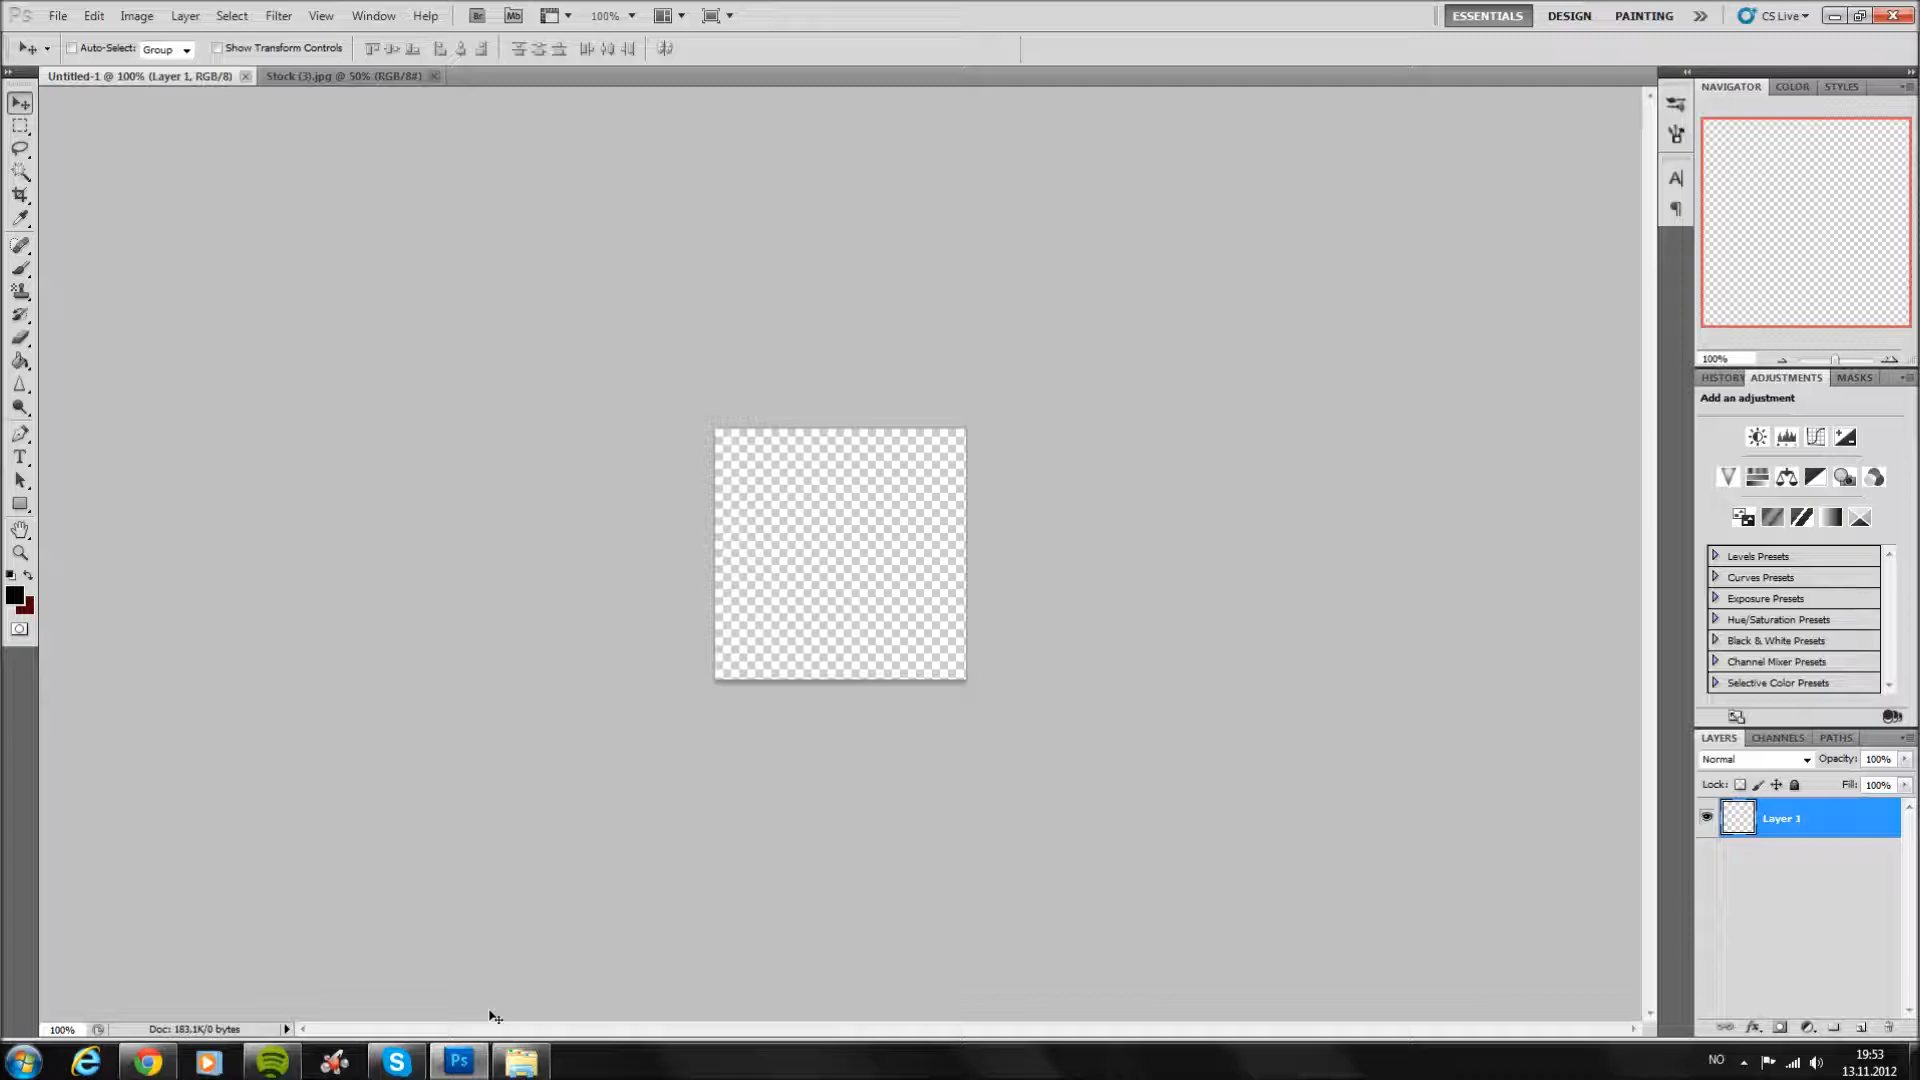 Ps File Edit Image Layer Select Filter View Window Help Br Mb 100% ESSENTIALS DESIGN PAINTING CS Live
Auto-Select: Group Show Transform Controls
Untitled-1 @ 100% (Layer 1, RGB/8) Stock (3).jpg @ 50% (RGB/8#)
NAVIGATOR COLOR STYLES
100%
HISTORY ADJUSTMENTS MASKS
Add an adjustment
Levels Presets
Curves Presets
Exposure Presets
Hue/Saturation Presets
Black & White Presets
Channel Mixer Presets
Selective Color Presets
LAYERS CHANNELS PATHS
Normal Opacity: 100%
Lock: Fill: 100%
Layer 1
100% Doc: 183,1K/0 bytes
Ps NO 19:53
13.11.2012